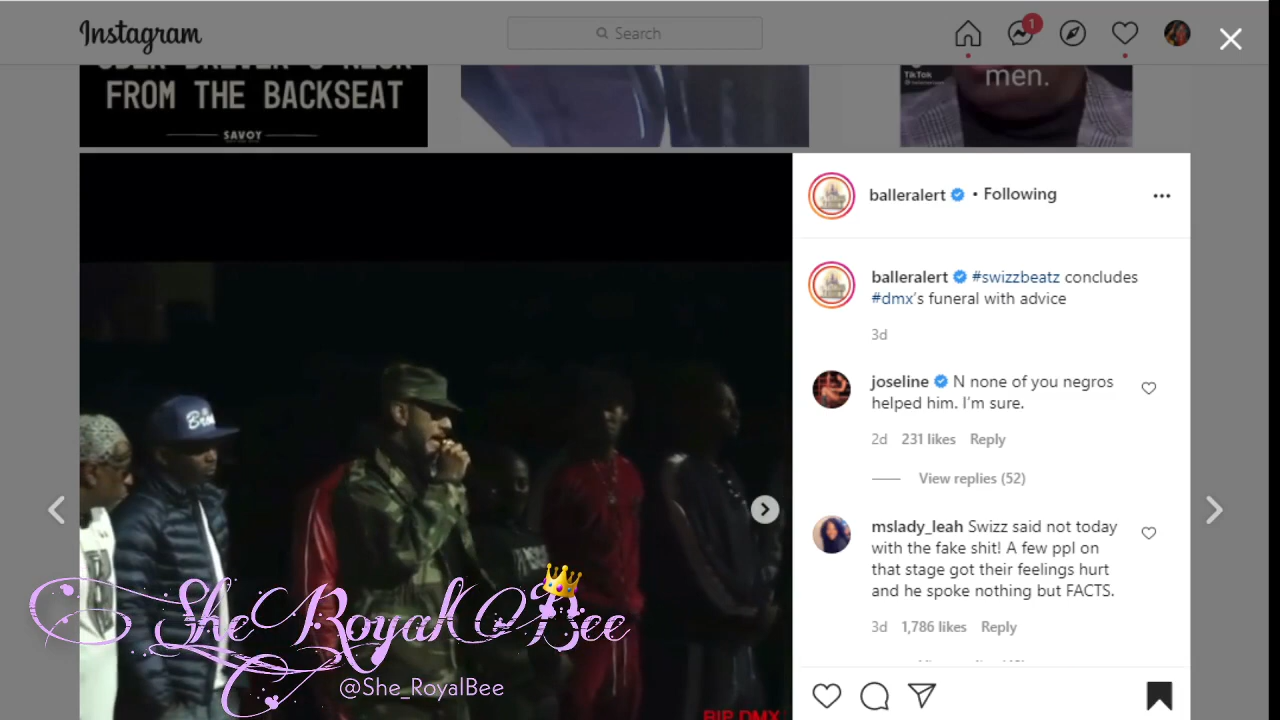 Instagram
Search
1
FROM THE BACKSEAT
SAVOY
TikTok
men.
balleralert • Following
balleralert #swizzbeatz concludes
#dmx's funeral with advice
3d
joseline N none of you negros
helped him. I'm sure.
2d 231 likes Reply
View replies (52)
mslady_leah Swizz said not today
with the fake shit! A few ppl on
that stage got their feelings hurt
and he spoke nothing but FACTS.
3d 1,786 likes Reply
SheRoyalBee
@She_RoyalBee
RIP DMX